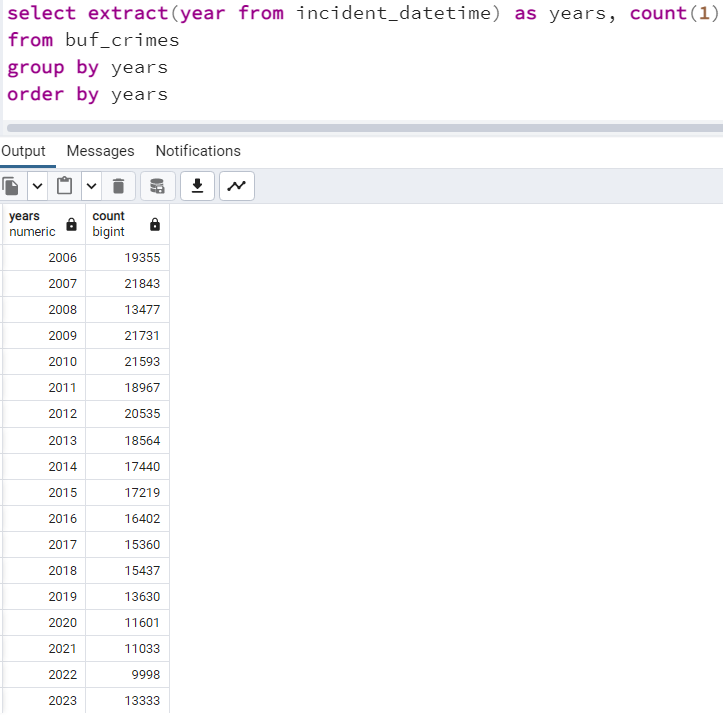 select extract(year from incident_datetime) as years, count(1)
from buf_crimes
group by years
order by years
Output Messages Notifications
years count
numeric bigint
2006 19355
2007 21843
2008 13477
2009 21731
2010 21593
2011 18967
2012 20535
2013 18564
2014 17440
2015 17219
2016 16402
2017 15360
2018 15437
2019 13630
2020 11601
2021 11033
2022 9998
2023 13333